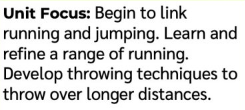 Unit Focus: Begin to link
running and jumping. Learn and
refine a range of running.
Develop throwing techniques to
throw over longer distances.